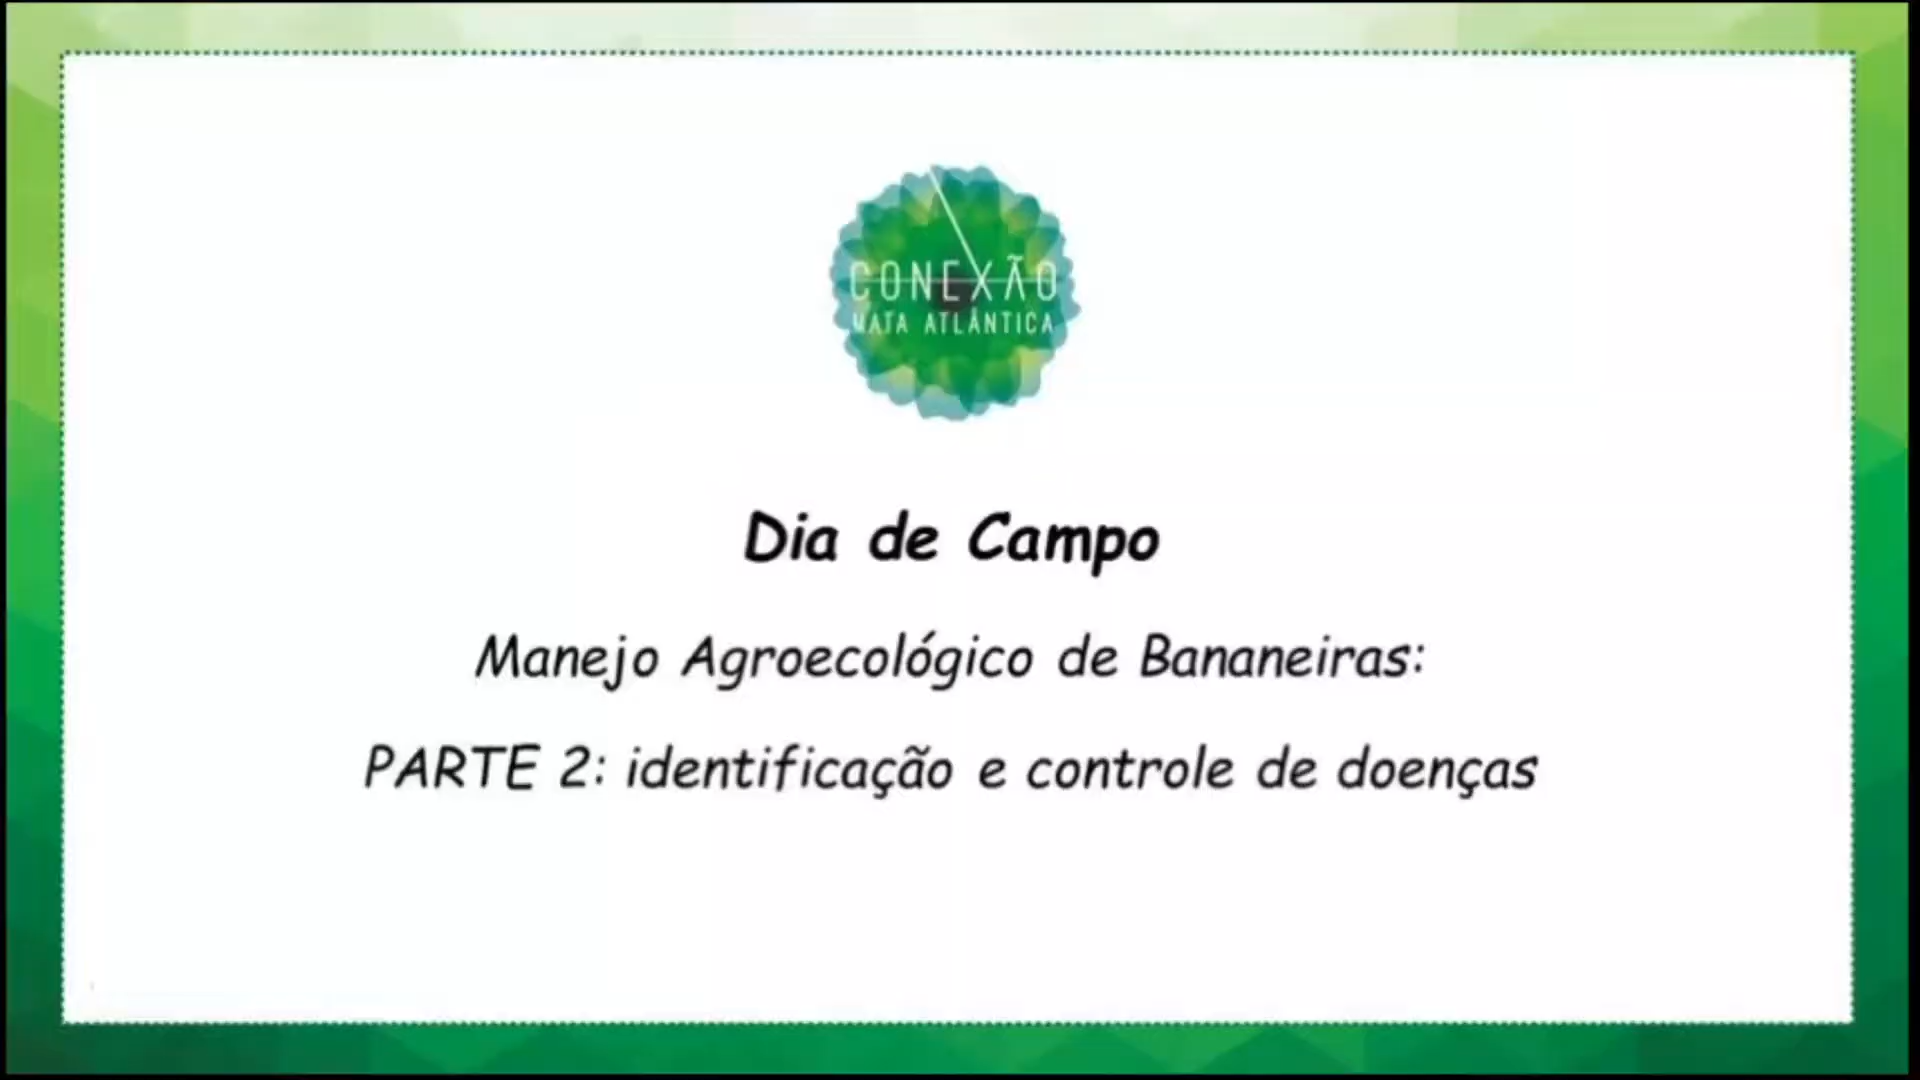 CONEXÃO
MATA ATLÂNTICA
Dia de Campo
Manejo Agroecológico de Bananeiras:
PARTE 2: identificação e controle de doenças